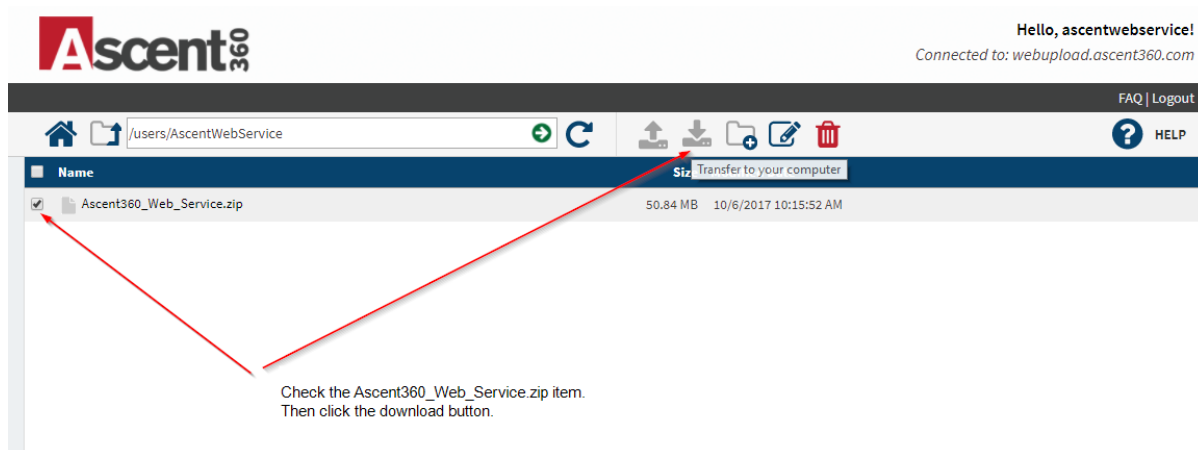 Ascent360
Hello, ascentwebservice!
Connected to: webupload.ascent360.com
FAQ | Logout
/users/AscentWebService
HELP
Transfer to your computer
Name
Ascent360_Web_Service.zip
50.84 MB
10/6/2017 10:15:52 AM
Check the Ascent360_Web_Service.zip item.
Then click the download button.